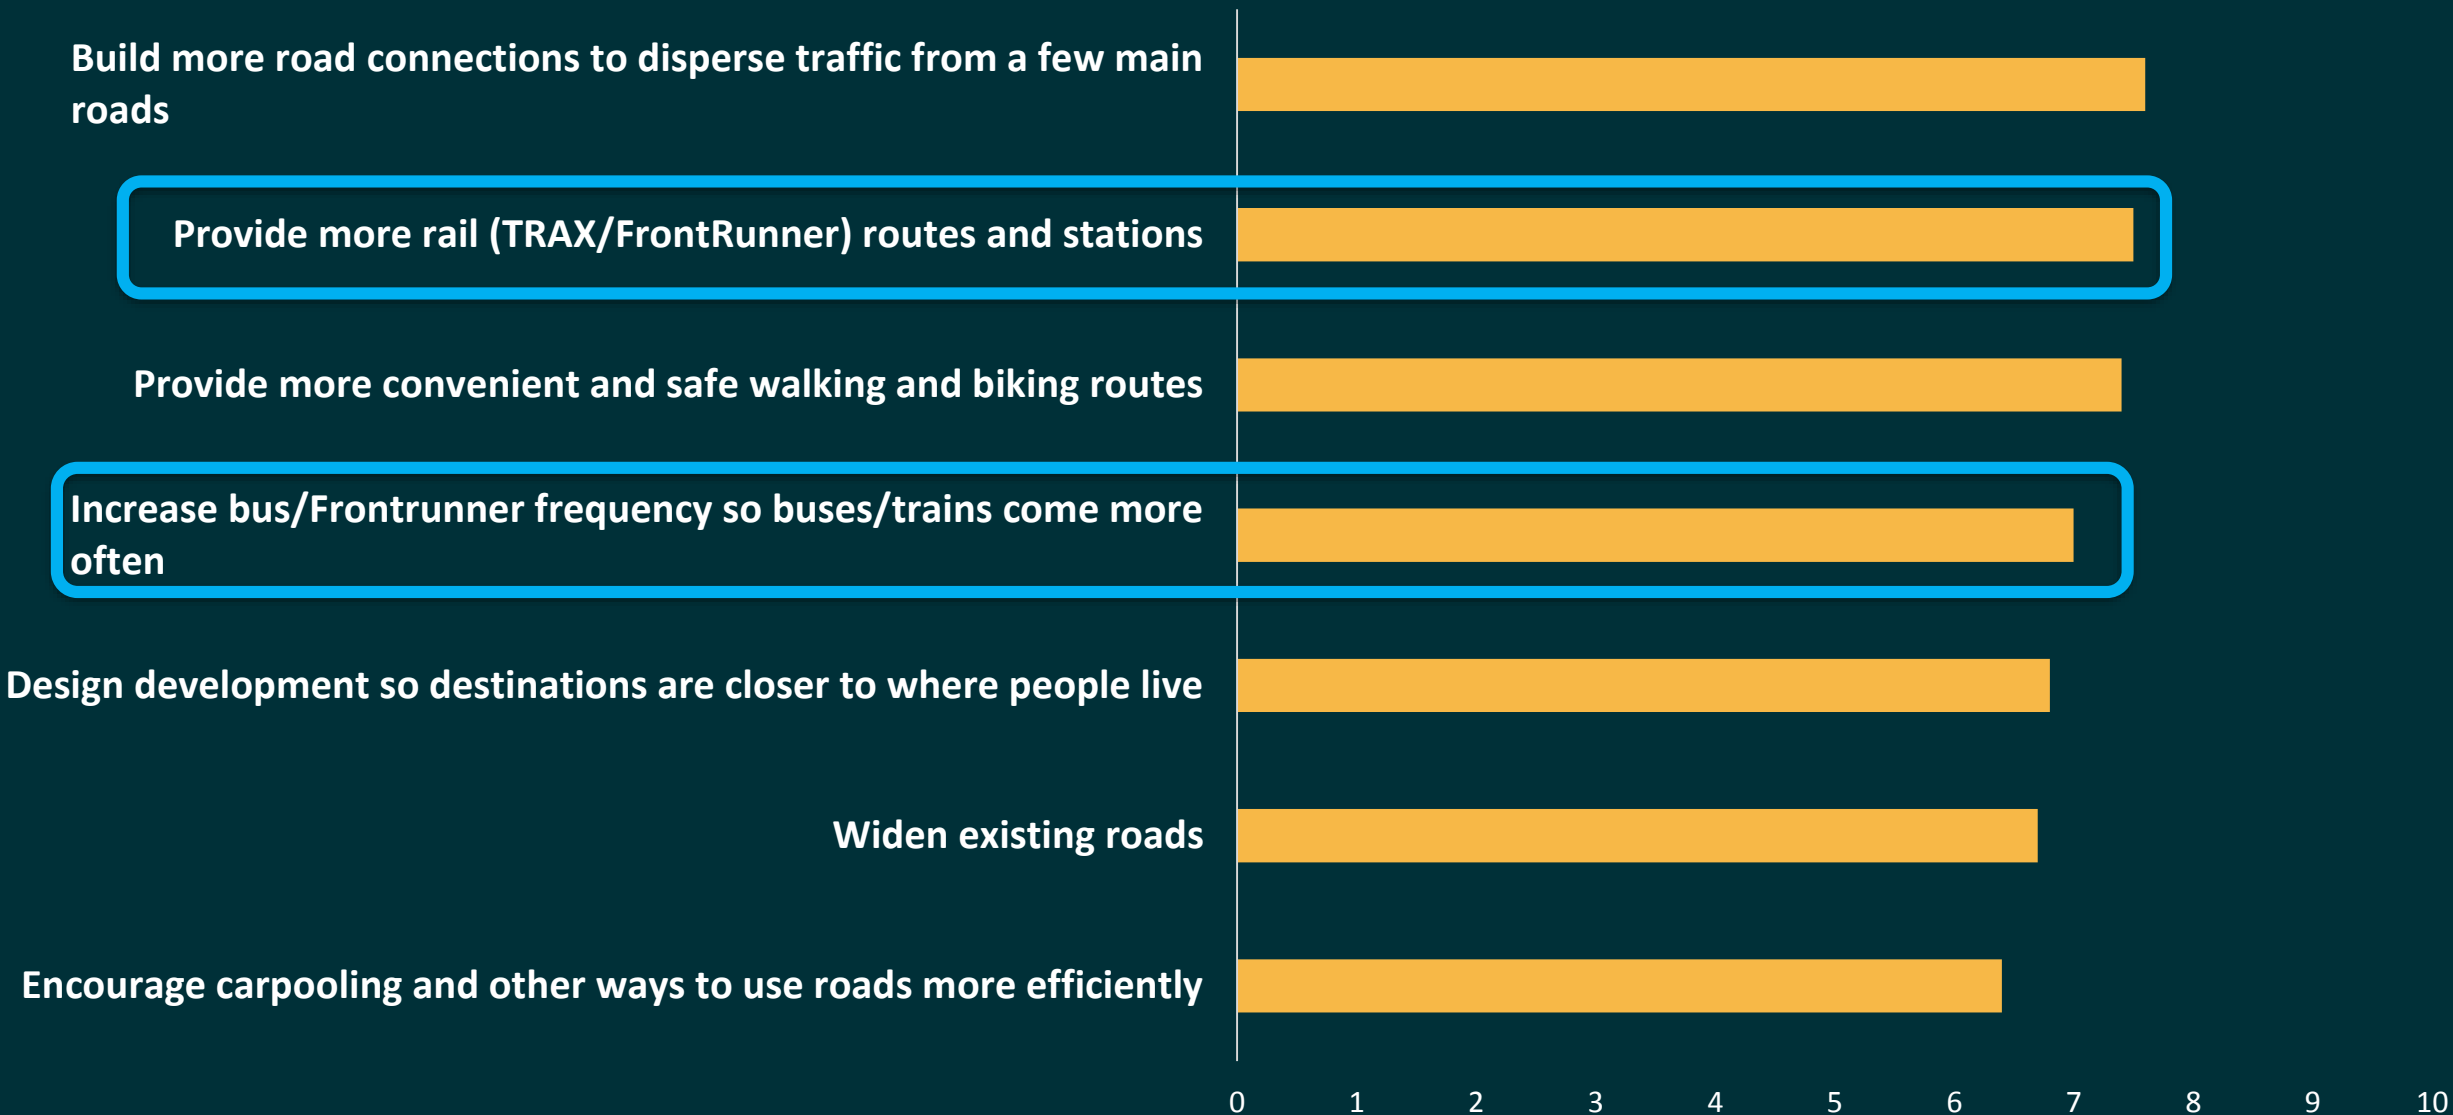 Build more road connections to disperse traffic from a few main
roads
Provide more rail (TRAX/FrontRunner) routes and stations
Provide more convenient and safe walking and biking routes
Increase bus/Frontrunner frequency so buses/trains come more
often
Design development so destinations are closer to where people live
Widen existing roads
Encourage carpooling and other ways to use roads more efficiently
0 1 2 3 4 5 6 7 8 9 10